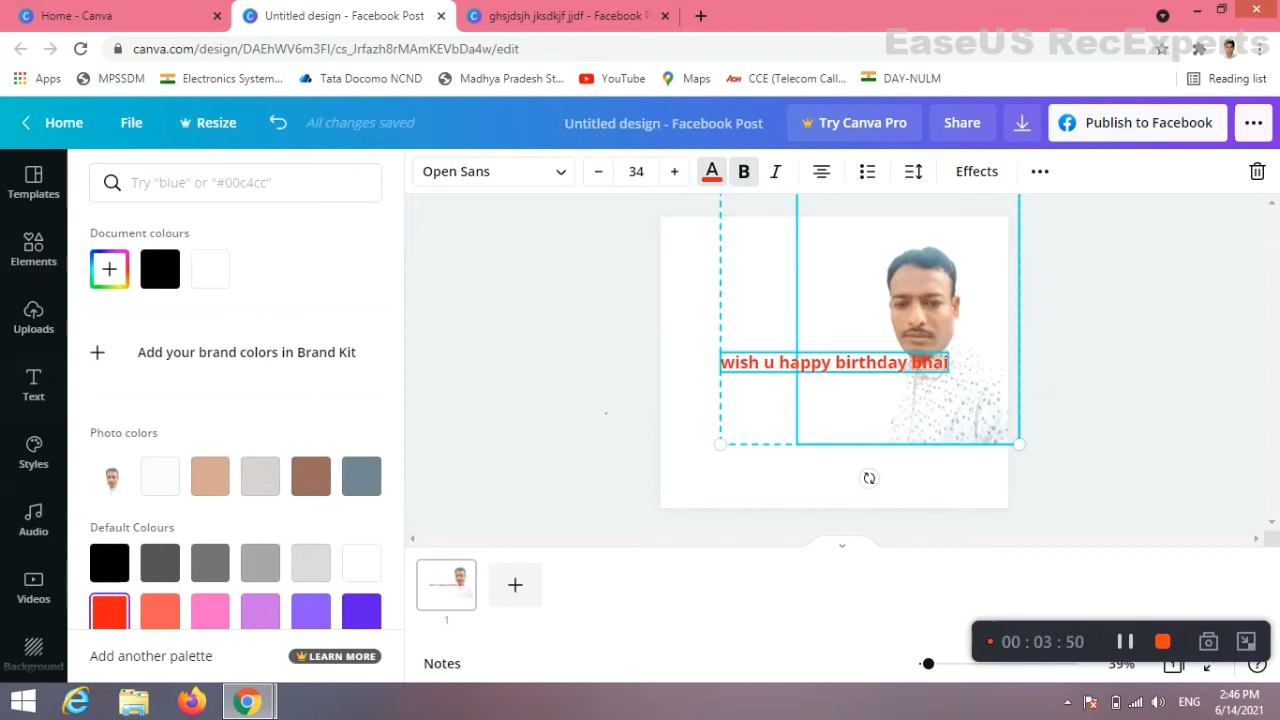 Home - Canva
Untitled design - Facebook Post
ghsjdsjh jksdkjf jjdf - Facebook P
canva.com/design/DAEhWV6m3FI/cs_Jrfazh8rMAmKEVbDa4w/edit
EaseUS RecExperts
Apps
MPSSDM
Electronics System...
Tata Docomo NCND
Madhya Pradesh St...
YouTube
Maps
CCE (Telecom Call...
DAY-NULM
Reading list
Home
File
Resize
All changes saved
Untitled design - Facebook Post
Try Canva Pro
Share
Publish to Facebook
Templates
Elements
Uploads
Text
Styles
Audio
Videos
Background
Try "blue" or "#00c4cc"
Open Sans
34
A
B
I
Effects
Document colours
Add your brand colors in Brand Kit
Photo colors
Default Colours
Add another palette
LEARN MORE
wish u happy birthday bhai
1
Notes
00 : 03 : 50
39%
1
?
ENG
2:46 PM
6/14/2021